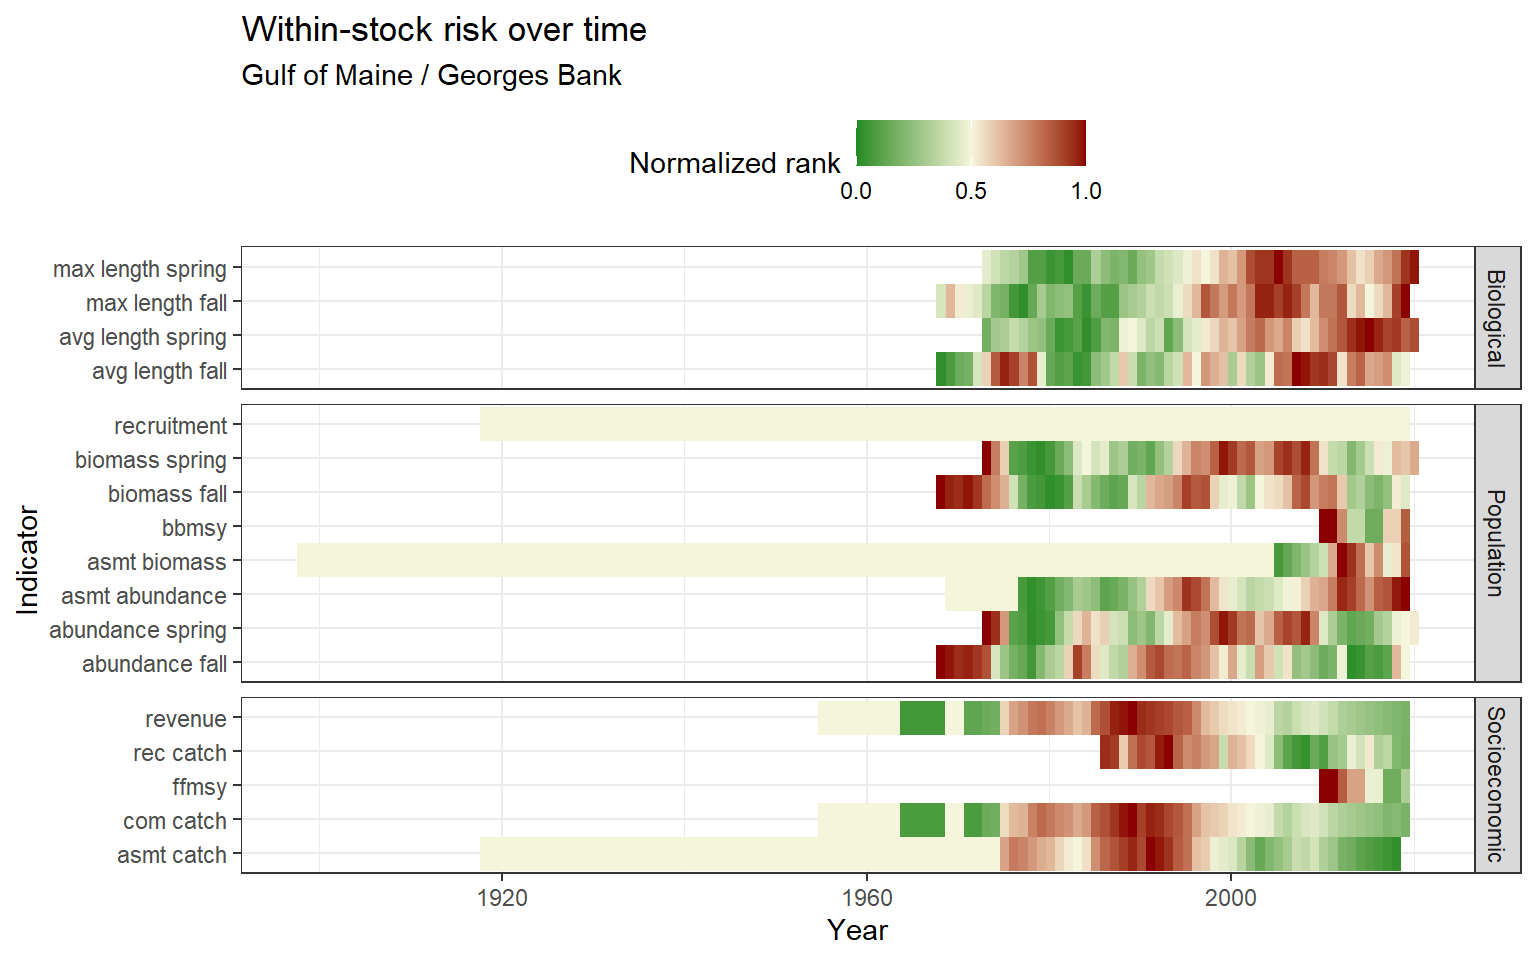 Within-stock risk over time
Gulf of Maine / Georges Bank
Normalized rank
0.0 0.5 1.0
Indicator
max length spring
max length fall
avg length spring
avg length fall
Biological
recruitment
biomass spring
biomass fall
bbmsy
asmt biomass
asmt abundance
abundance spring
abundance fall
Population
revenue
rec catch
ffmsy
com catch
asmt catch
Socioeconomic
1920 1960 2000
Year